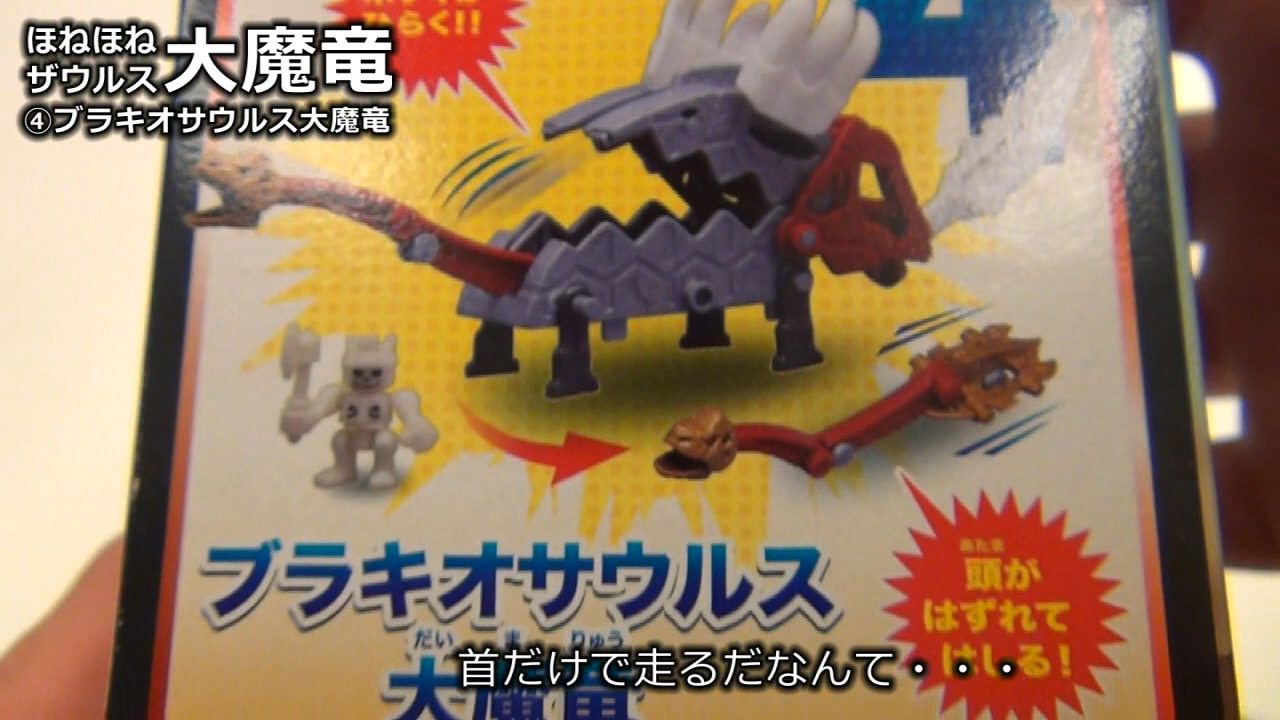 ほねほね
ザウルス大魔竜
④ブラキオサウルス大魔竜
ひらく!!
ブラキオサウルス
だいまりゅう
大魔竜
あたま
頭が
はずれて
はしる!
首だけで走るだなんて・・・